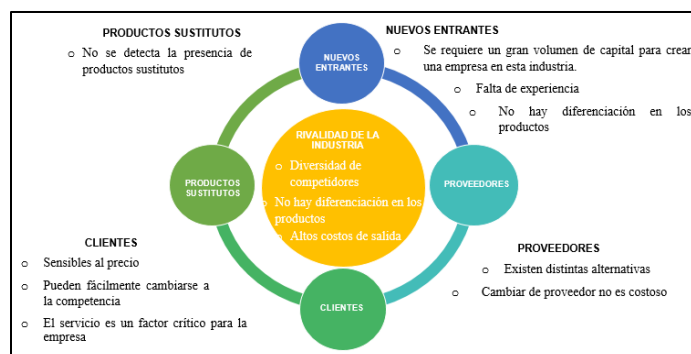 PRODUCTOS SUSTITUTOS
o No se detecta la presencia de
productos sustitutos
NUEVOS
ENTRANTES
NUEVOS ENTRANTES
o Se requiere un gran volumen de capital para crear
una empresa en esta industria.
o Falta de experiencia
o No hay diferenciación en los
productos
RIVALIDAD DE LA
INDUSTRIA
o Diversidad de
competidores
o No hay diferenciación en los
productos
o Altos costos de salida
PRODUCTOS
SUSTITUTOS
PROVEEDORES
CLIENTES
o Sensibles al precio
o Pueden fácilmente cambiarse a
la competencia
o El servicio es un factor crítico para la
empresa
CLIENTES
PROVEEDORES
o Existen distintas alternativas
o Cambiar de proveedor no es costoso